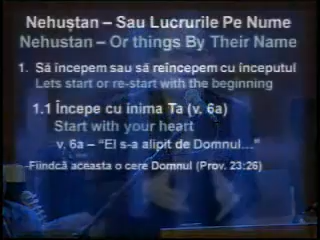 Nehuştan – Sau Lucrurile Pe Nume
Nehustan – Or things By Their Name
1. Să începem sau să reîncepem cu începutul
Lets start or re-start with the beginning
1.1 Începe cu inima Ta (v. 6a)
Start with your heart
v. 6a – “El s-a alipit de Domnul...”
-Fiindcă aceasta o cere Domnul (Prov. 23:26)